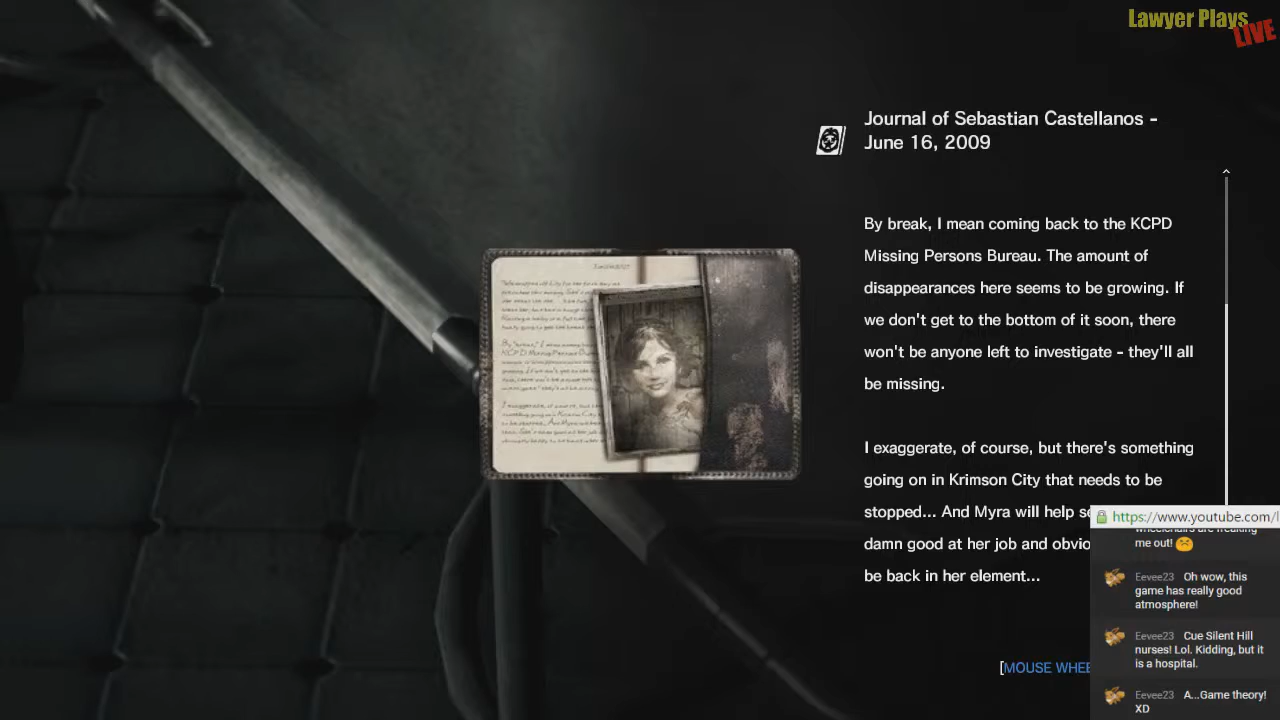 Lawyer Plays
LIVE
Journal of Sebastian Castellanos -
June 16, 2009
By break, I mean coming back to the KCPD
Missing Persons Bureau. The amount of
disappearances here seems to be growing. If
we don't get to the bottom of it soon, there
won't be anyone left to investigate - they'll all
be missing.
I exaggerate, of course, but there's something
going on in Krimson City that needs to be
stopped... And Myra will help
damn good at her job and
be back in her element...
[MOUSE
https://www.youtube.com/
me out!
Eevee23 Oh wow, this
game has really good
atmosphere!
Eevee23 Cue Silent Hill
nurses! Lol. Kidding, but it
is a hospital.
Eevee23 A...Game theory!
XD